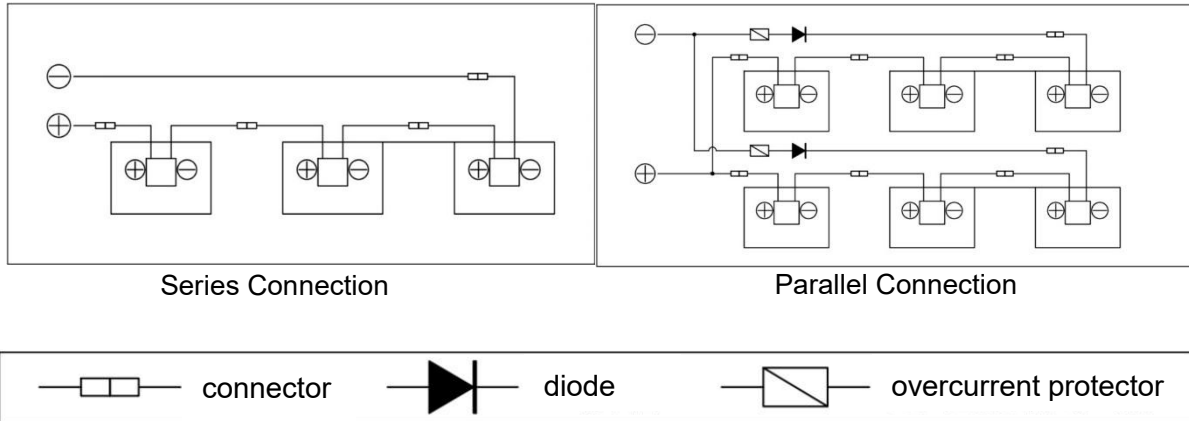 Series Connection
Parallel Connection
connector
diode
overcurrent protector